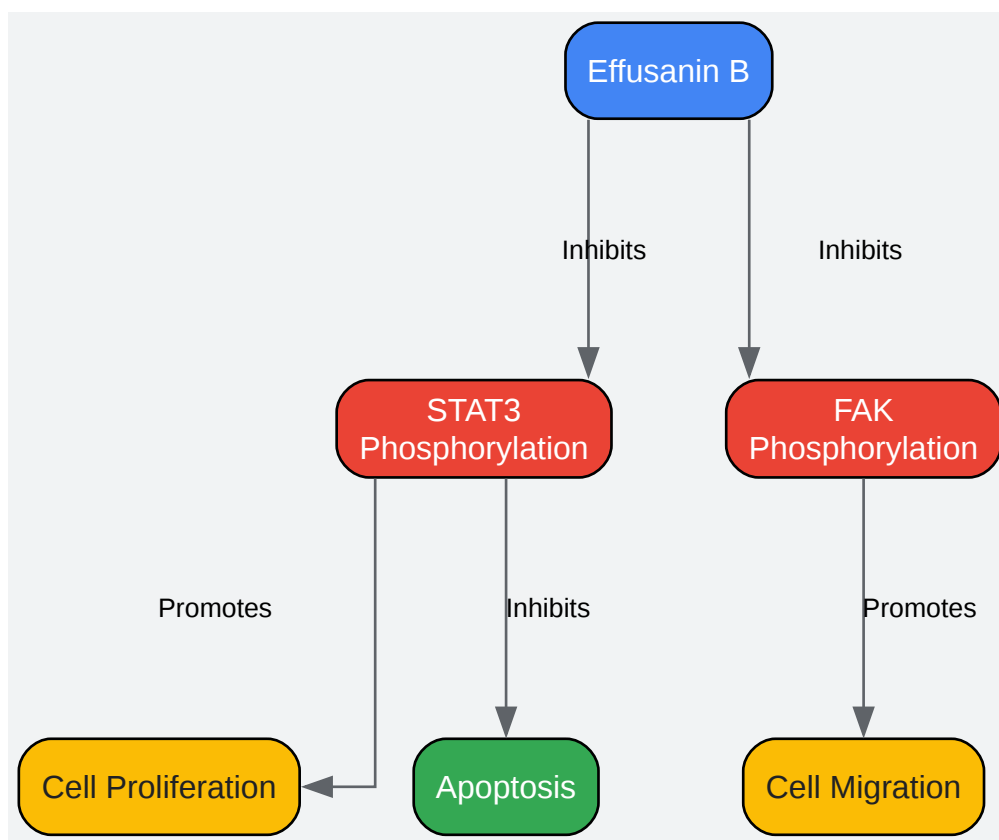 Effusanin B
Inhibits
Inhibits
STAT3
Phosphorylation
FAK
Phosphorylation
Promotes
Inhibits
Promotes
Cell Proliferation
Apoptosis
Cell Migration